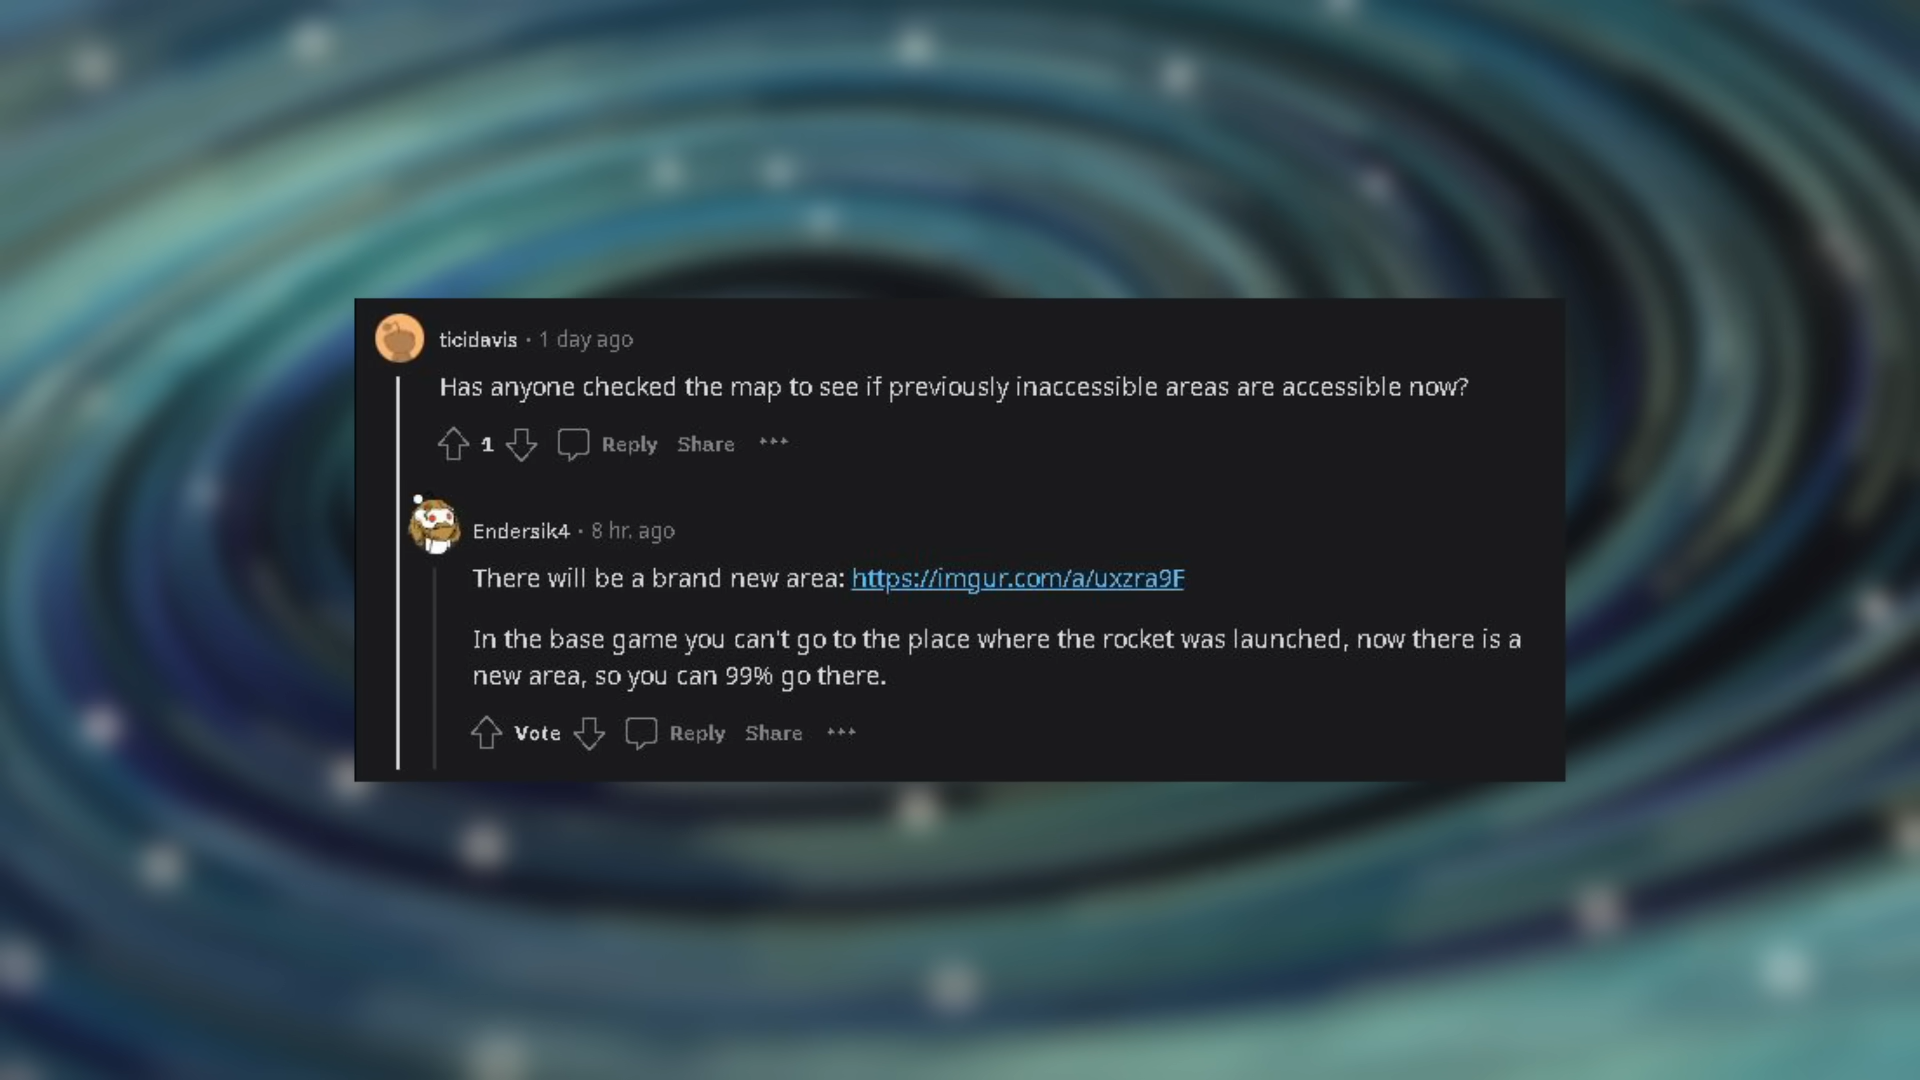 ticidavis · 1 day ago
Has anyone checked the map to see if previously inaccessible areas are accessible now?
1 Reply Share ···
Endersik4 · 8 hr. ago
There will be a brand new area: https://imgur.com/a/uxzra9F
In the base game you can't go to the place where the rocket was launched, now there is a
new area, so you can 99% go there.
Vote Reply Share ···